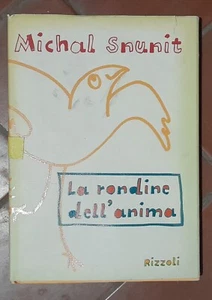 Michal Snunit
La rondine
dell'anima
Rizzoli